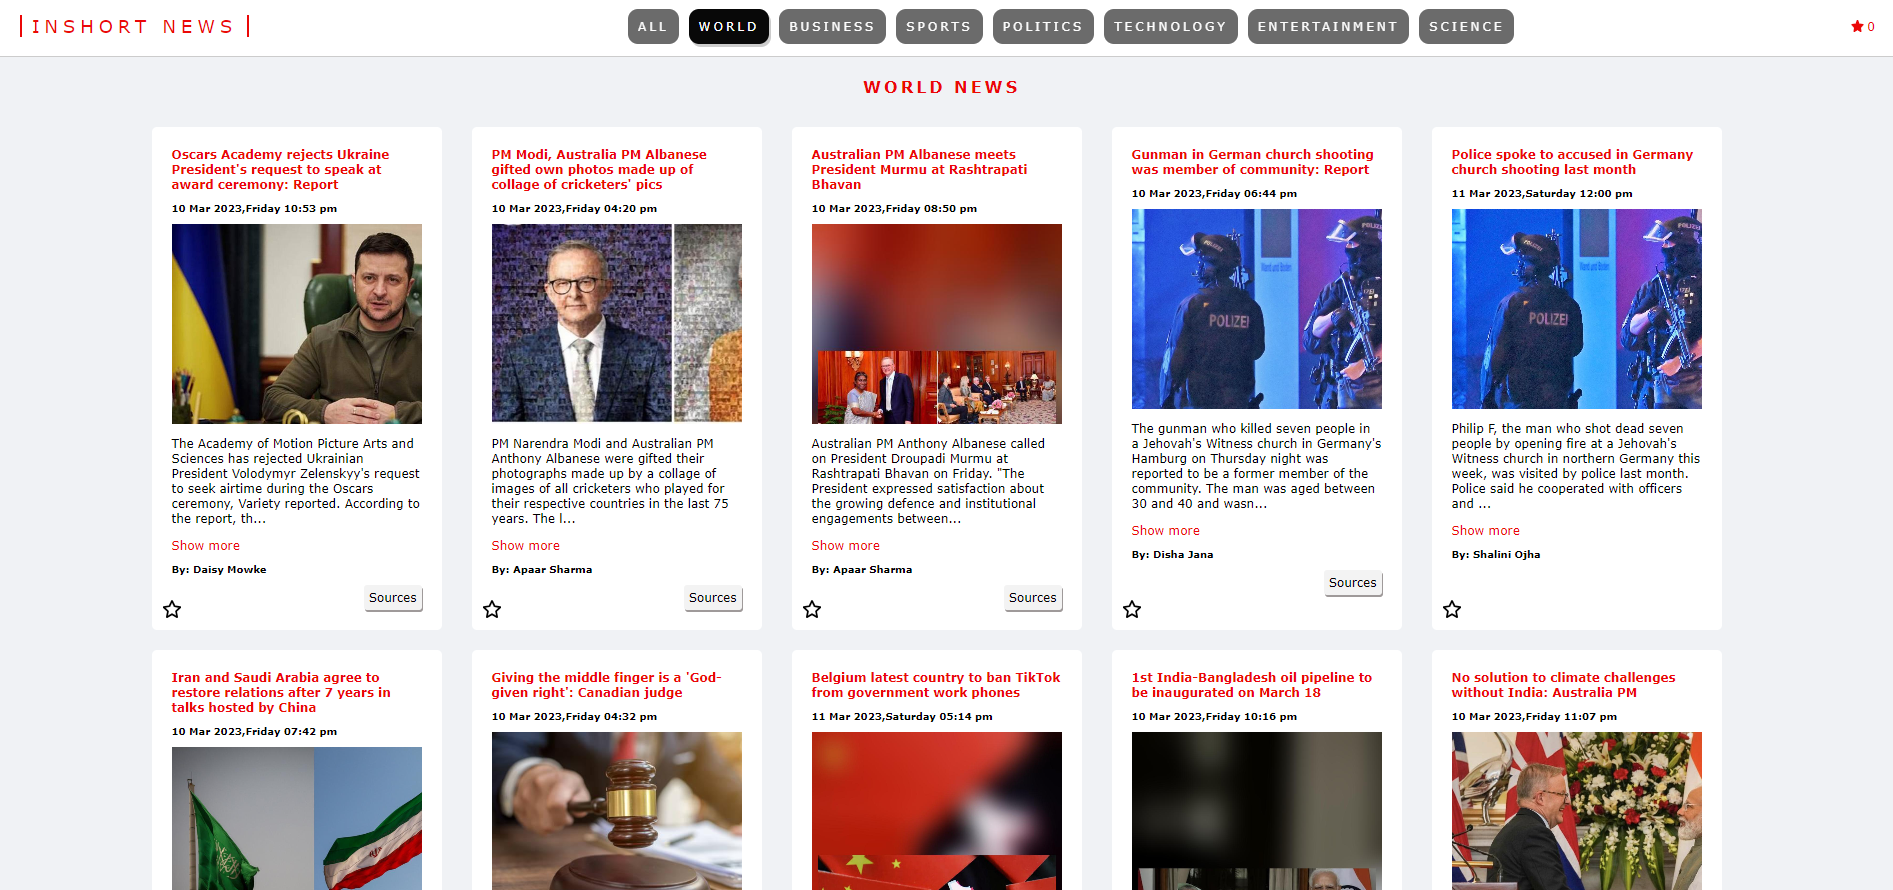 | INSHORT NEWS |
ALL WORLD BUSINESS SPORTS POLITICS TECHNOLOGY ENTERTAINMENT SCIENCE
0
WORLD NEWS
Oscars Academy rejects Ukraine
President's request to speak at
award ceremony: Report
10 Mar 2023,Friday 10:53 pm
The Academy of Motion Picture Arts and
Sciences has rejected Ukrainian
President Volodymyr Zelenskyy's request
to seek airtime during the Oscars
ceremony, Variety reported. According to
the report, th...
Show more
By: Daisy Mowke
Sources
PM Modi, Australia PM Albanese
gifted own photos made up of
collage of cricketers' pics
10 Mar 2023,Friday 04:20 pm
PM Narendra Modi and Australian PM
Anthony Albanese were gifted their
photographs made up by a collage of
images of all cricketers who played for
their respective countries in the last 75
years. The l...
Show more
By: Apaar Sharma
Sources
Australian PM Albanese meets
President Murmu at Rashtrapati
Bhavan
10 Mar 2023,Friday 08:50 pm
Australian PM Anthony Albanese called
on President Droupadi Murmu at
Rashtrapati Bhavan on Friday. "The
President expressed satisfaction about
the growing defence and institutional
engagements between...
Show more
By: Apaar Sharma
Sources
Gunman in German church shooting
was member of community: Report
10 Mar 2023,Friday 06:44 pm
POLIZEI
POLIZEI
The gunman who killed seven people in
a Jehovah's Witness church in Germany's
Hamburg on Thursday night was
reported to be a former member of the
community. The man was aged between
30 and 40 and wasn...
Show more
By: Disha Jana
Sources
Police spoke to accused in Germany
church shooting last month
11 Mar 2023,Saturday 12:00 pm
POLIZEI
POLIZEI
Philip F, the man who shot dead seven
people by opening fire at a Jehovah's
Witness church in northern Germany this
week, was visited by police last month.
Police said he cooperated with officers
and ...
Show more
By: Shalini Ojha
Iran and Saudi Arabia agree to
restore relations after 7 years in
talks hosted by China
10 Mar 2023,Friday 07:42 pm
Giving the middle finger is a 'God-
given right': Canadian judge
10 Mar 2023,Friday 04:32 pm
Belgium latest country to ban TikTok
from government work phones
11 Mar 2023,Saturday 05:14 pm
1st India-Bangladesh oil pipeline to
be inaugurated on March 18
10 Mar 2023,Friday 10:16 pm
No solution to climate challenges
without India: Australia PM
10 Mar 2023,Friday 11:07 pm